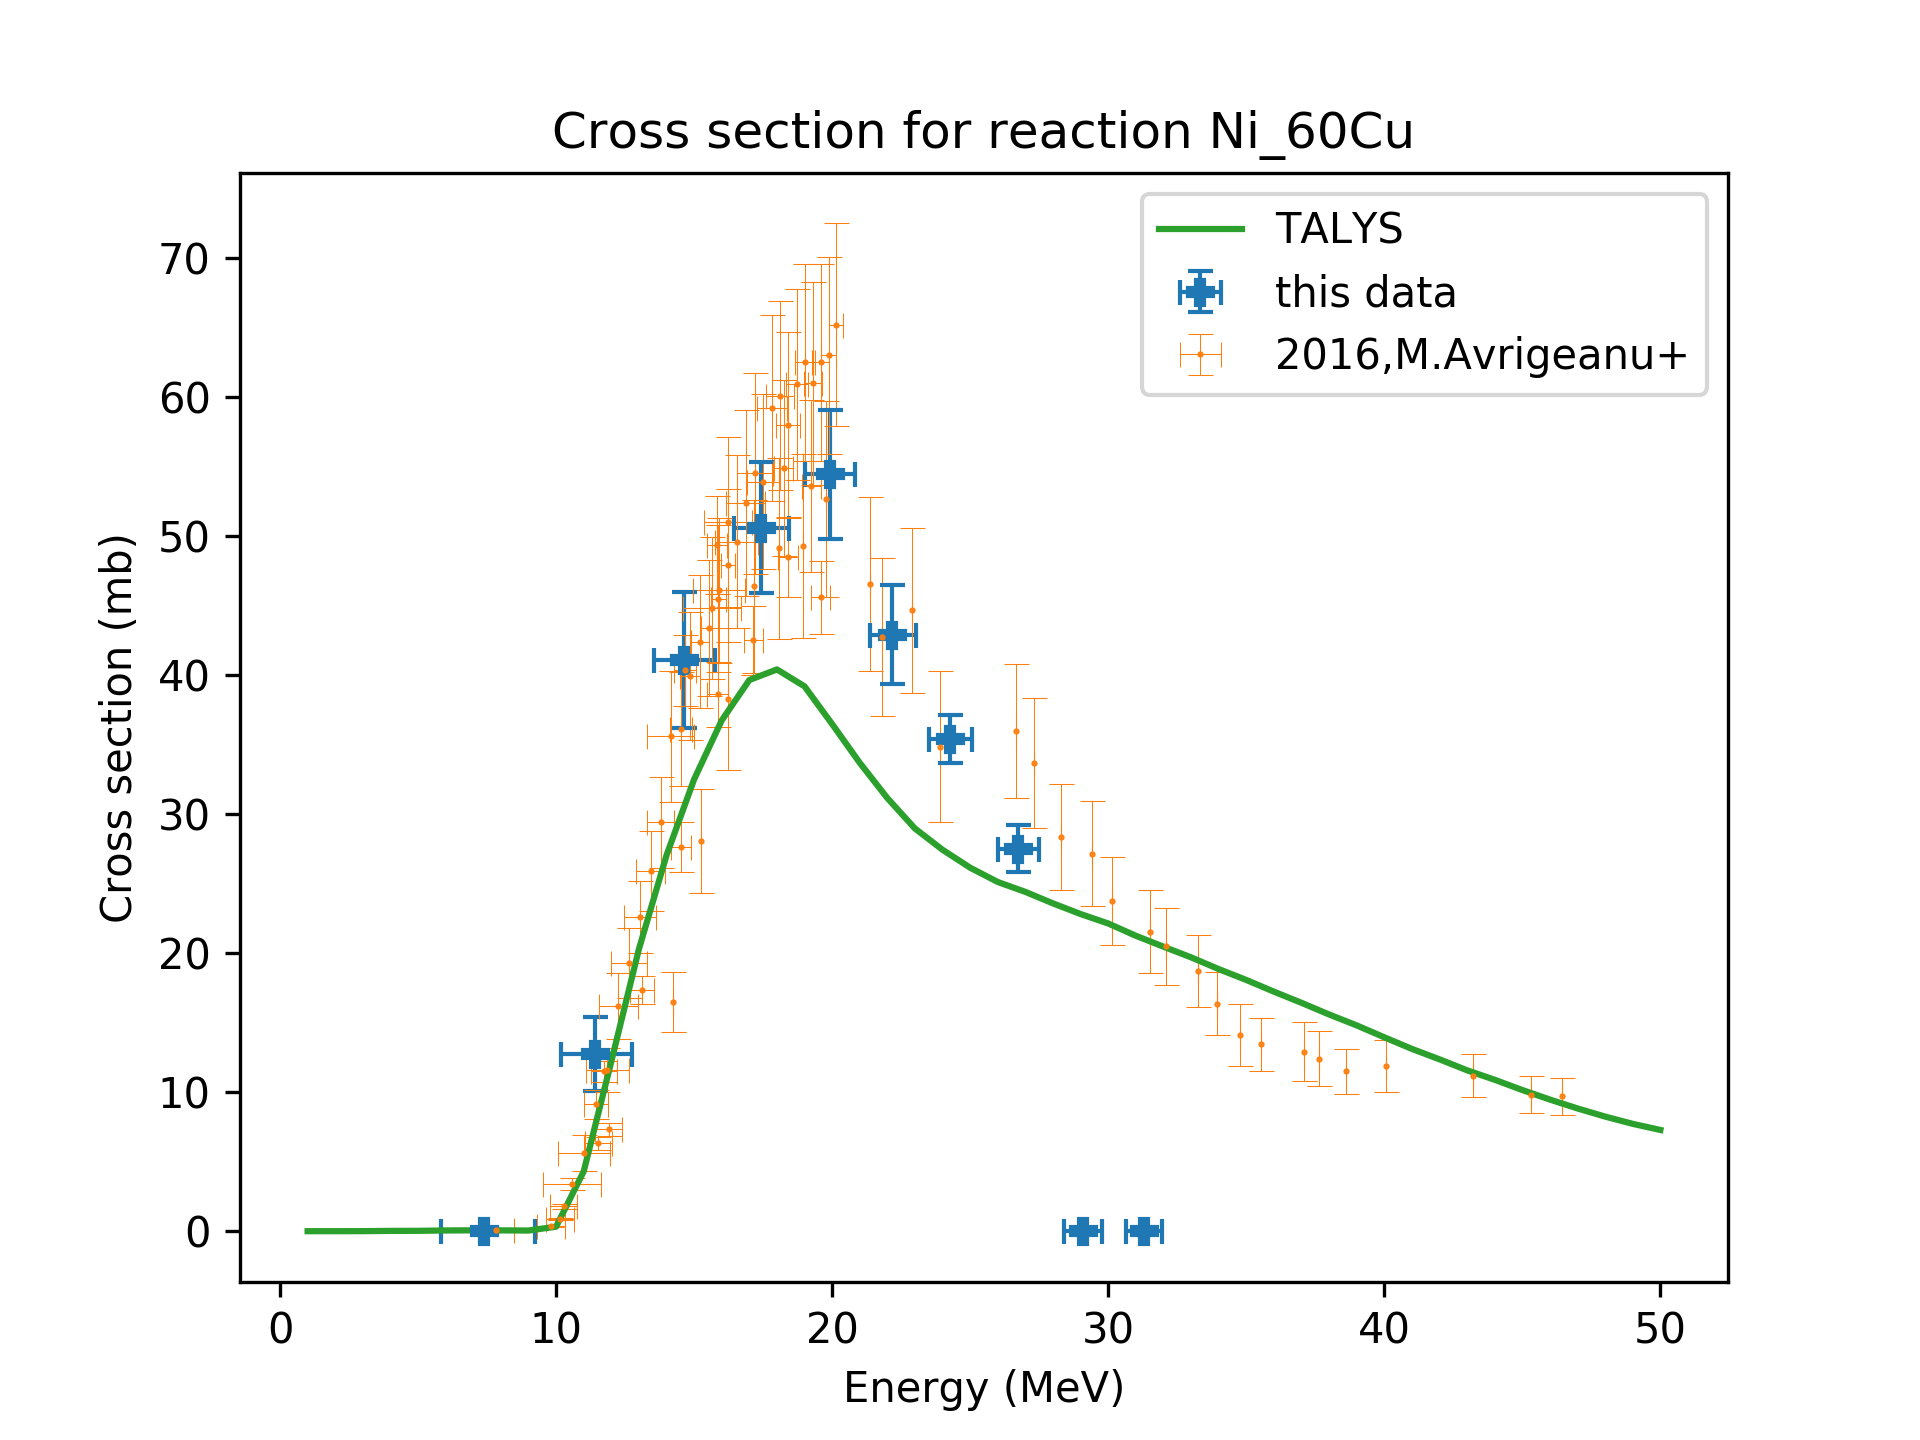 Cross section for reaction Ni_60Cu
TALYS
this data
2016,M.Avrigeanu+
70
60
50
40
30
20
10
0
Cross section (mb)
0 10 20 30 40 50
Energy (MeV)